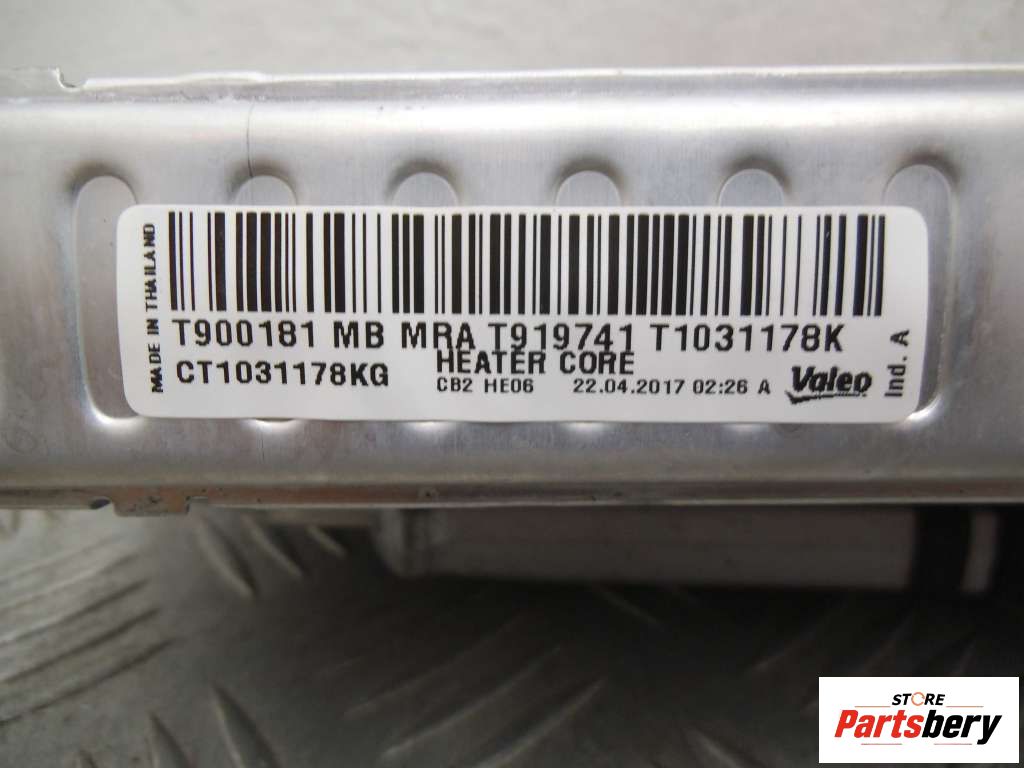 MADE IN THAILAND
T900181 MB MRA T919741 T1031178K
HEATER CORE
CT1031178KG
CB2 HE06 22.04.2017 02:26 A
Valeo
Ind. A
STORE
Partsbery